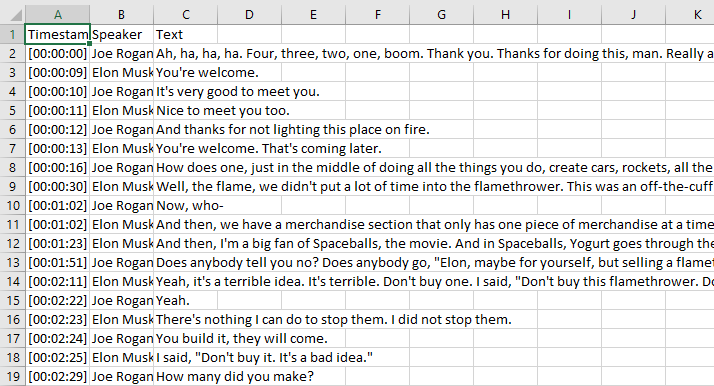 A B C D E F G H I J K
1 Timestam Speaker Text
2 [00:00:00] Joe Rogan Ah, ha, ha, ha. Four, three, two, one, boom. Thank you. Thanks for doing this, man. Really a
3 [00:00:09] Elon Musk You're welcome.
4 [00:00:10] Joe Rogan It's very good to meet you.
5 [00:00:11] Elon Musk Nice to meet you too.
6 [00:00:12] Joe Rogan And thanks for not lighting this place on fire.
7 [00:00:13] Elon Musk You're welcome. That's coming later.
8 [00:00:16] Joe Rogan How does one, just in the middle of doing all the things you do, create cars, rockets, all the
9 [00:00:30] Elon Musk Well, the flame, we didn't put a lot of time into the flamethrower. This was an off-the-cuff
10 [00:01:02] Joe Rogan Now, who-
11 [00:01:02] Elon Musk And then, we have a merchandise section that only has one piece of merchandise at a time
12 [00:01:23] Elon Musk And then, I'm a big fan of Spaceballs, the movie. And in Spaceballs, Yogurt goes through the
13 [00:01:51] Joe Rogan Does anybody tell you no? Does anybody go, "Elon, maybe for yourself, but selling a flamet
14 [00:02:11] Elon Musk Yeah, it's a terrible idea. It's terrible. Don't buy one. I said, "Don't buy this flamethrower. Do
15 [00:02:22] Joe Rogan Yeah.
16 [00:02:23] Elon Musk There's nothing I can do to stop them. I did not stop them.
17 [00:02:24] Joe Rogan You build it, they will come.
18 [00:02:25] Elon Musk I said, "Don't buy it. It's a bad idea."
19 [00:02:29] Joe Rogan How many did you make?